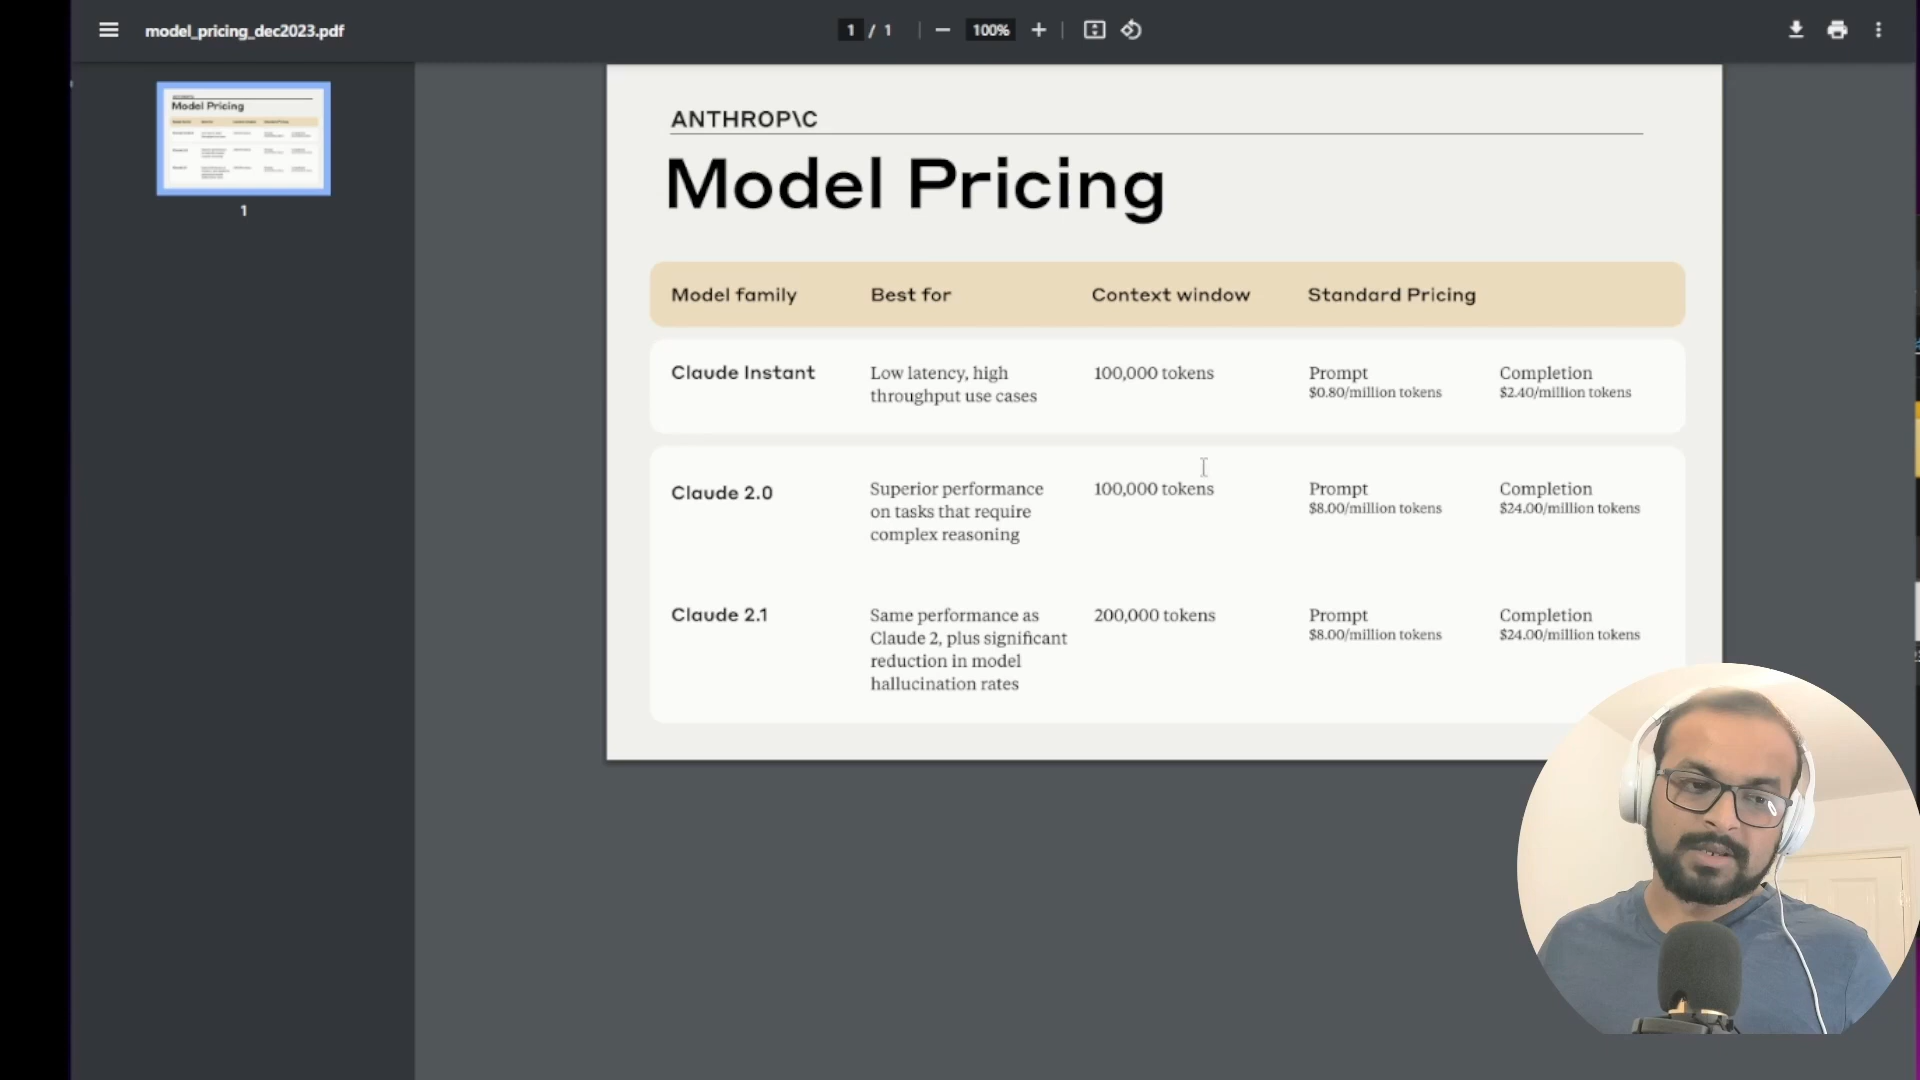 model_pricing_dec2023.pdf
1 / 1
100%
ANTHROP\C
Model Pricing
Model family Best for Context window Standard Pricing
Claude Instant Low latency, high 100,000 tokens Prompt Completion
throughput use cases $0.80/million tokens $2.40/million tokens
Claude 2.0 Superior performance 100,000 tokens Prompt Completion
on tasks that require $8.00/million tokens $24.00/million tokens
complex reasoning
Claude 2.1 Same performance as 200,000 tokens Prompt Completion
Claude 2, plus significant $8.00/million tokens $24.00/million tokens
reduction in model
hallucination rates
Model Pricing
1